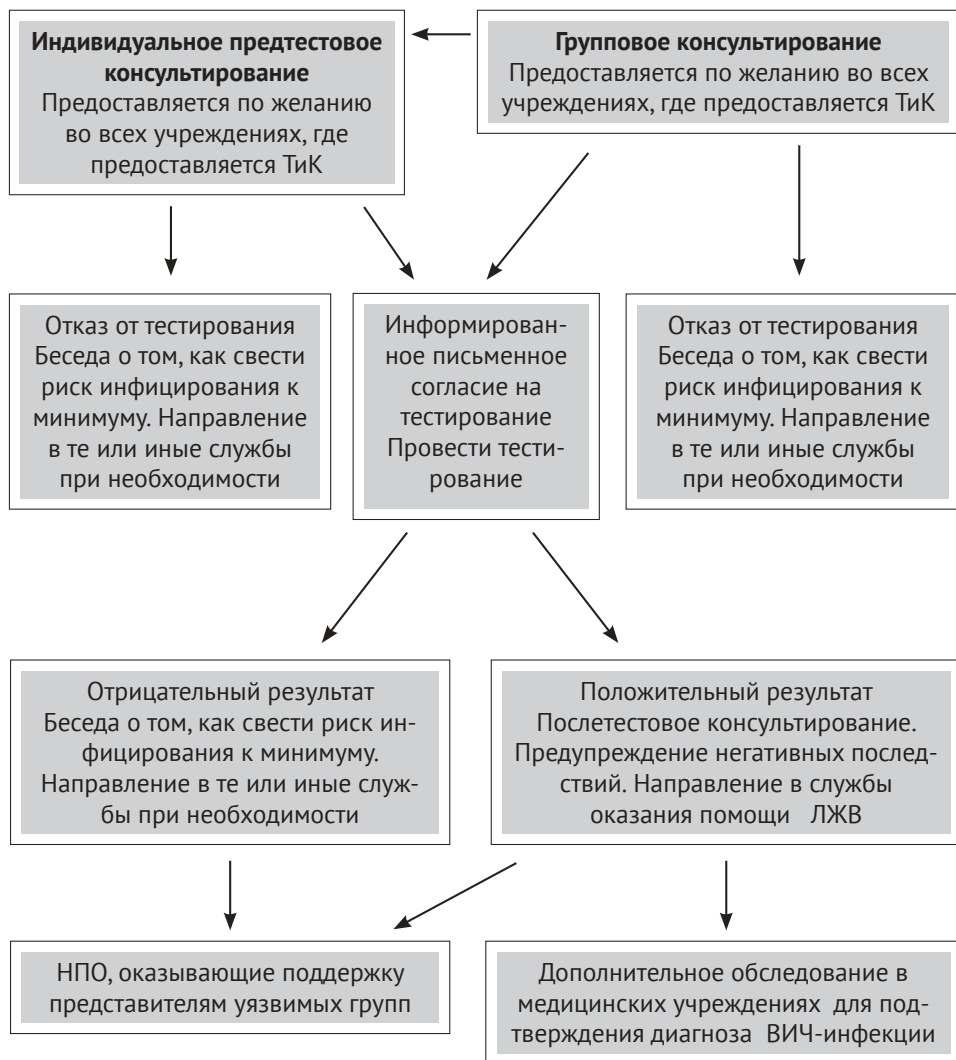 Индивидуальное предтестовое
консультирование
Предоставляется по желанию
во всех учреждениях, где
предоставляется ТиК
Групповое консультирование
Предоставляется по желанию во всех
учреждениях, где предоставляется ТиК
Отказ от тестирования
Беседа о том, как свести
риск инфицирования к
минимуму. Направление
в те или иные службы
при необходимости
Информирован-
ное письменное
согласие на
тестирование
Провести тести-
рование
Отказ от тестирования
Беседа о том, как свести
риск инфицирования к
минимуму. Направление
в те или иные службы
при необходимости
Отрицательный результат
Беседа о том, как свести риск ин-
фицирования к минимуму.
Направление в те или иные служ-
бы при необходимости
Положительный результат
Послетестовое консультирование.
Предупреждение негативных послед-
ствий. Направление в службы
оказания помощи ЛЖВ
НПО, оказывающие поддержку
представителям уязвимых групп
Дополнительное обследование в
медицинских учреждениях для под-
тверждения диагноза ВИЧ-инфекции